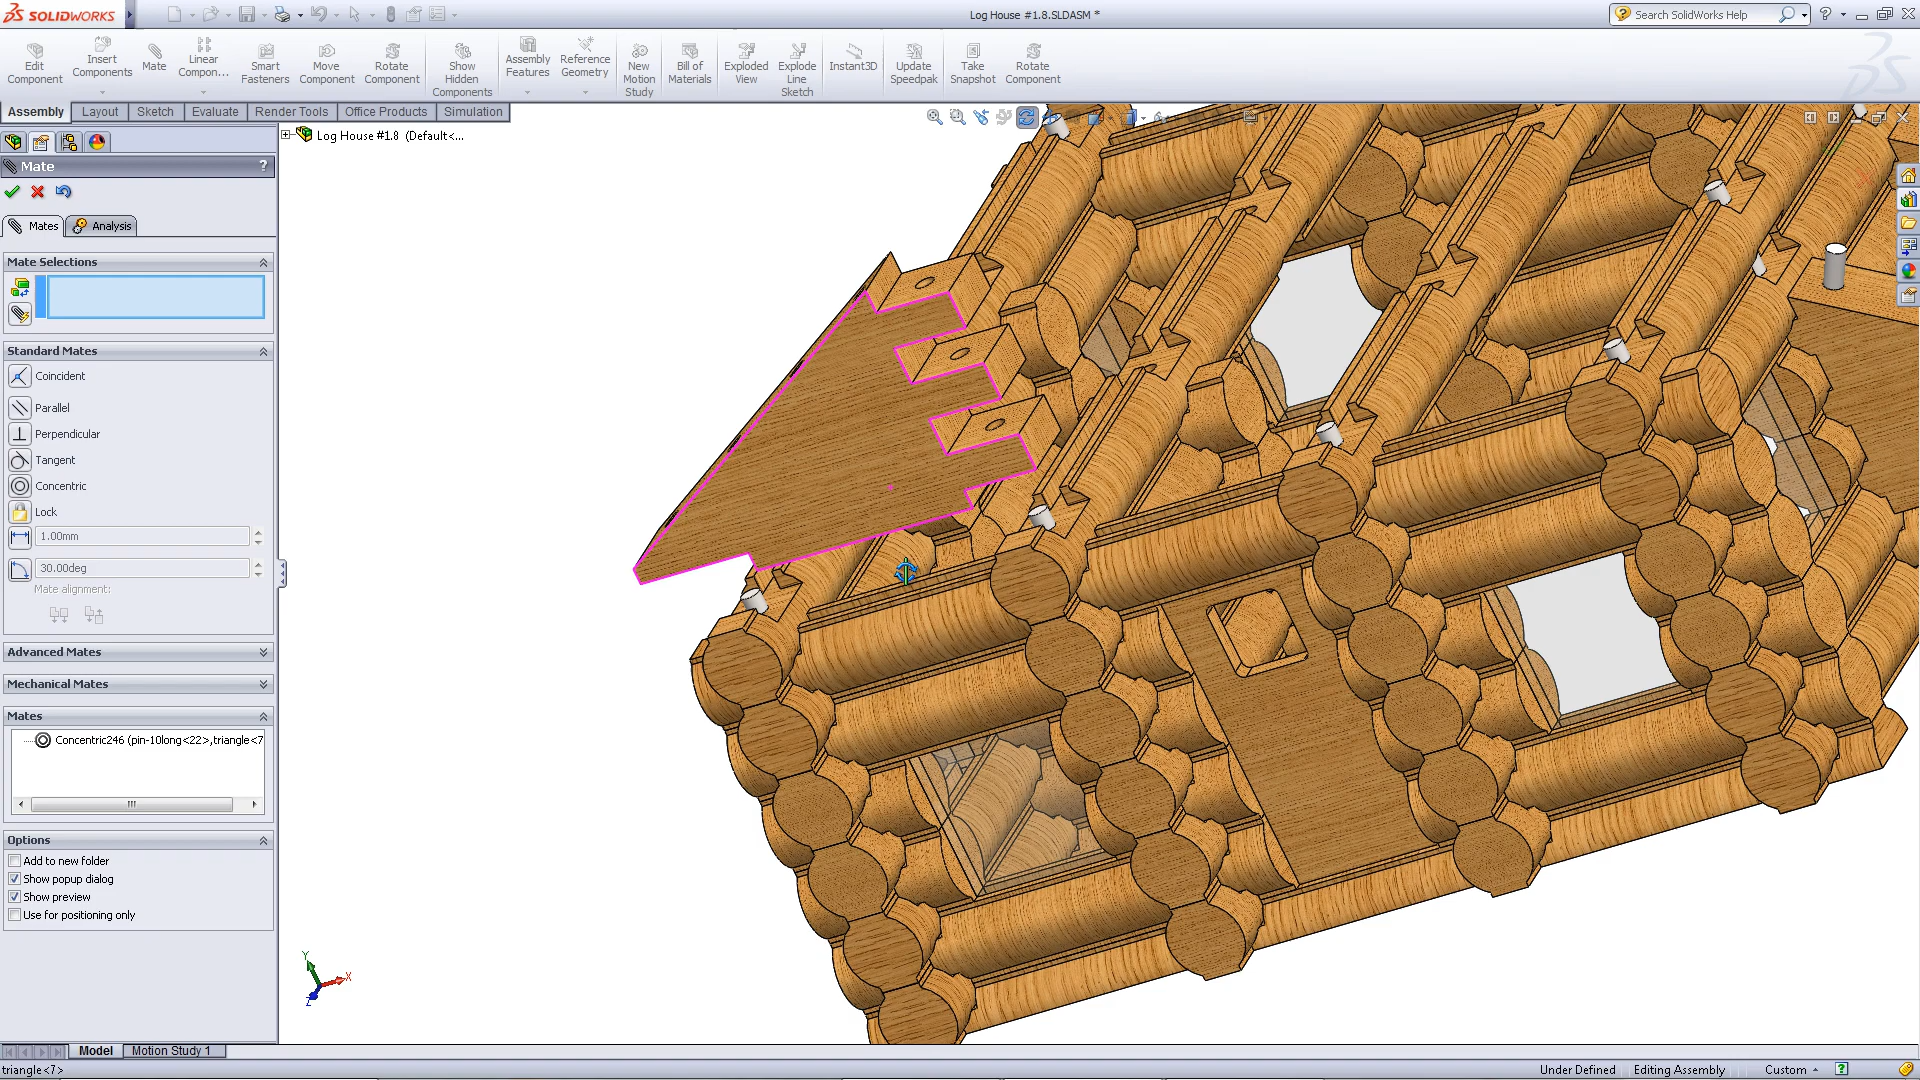 SOLIDWORKS
Log House #1.8.SLDASM *
Search SolidWorks Help
Edit Component
Insert Components
Mate
Linear Compon...
Smart Fasteners
Move Component
Rotate Component
Show Hidden Components
Assembly Features
Reference Geometry
New Motion Study
Bill of Materials
Exploded View
Explode Line Sketch
Instant3D
Update Speedpak
Take Snapshot
Rotate Component
Assembly
Layout
Sketch
Evaluate
Render Tools
Office Products
Simulation
Log House #1.8 (Default<...
Mate
?
Mates
Analysis
Mate Selections
Standard Mates
Coincident
Parallel
Perpendicular
Tangent
Concentric
Lock
1.00mm
30.00deg
Mate alignment:
Advanced Mates
Mechanical Mates
Mates
Concentric246 (pin-10long<22>,triangle<7
Options
Add to new folder
Show popup dialog
Show preview
Use for positioning only
Y
X
Z
Model
Motion Study 1
triangle<7>
Under Defined
Editing Assembly
Custom
?